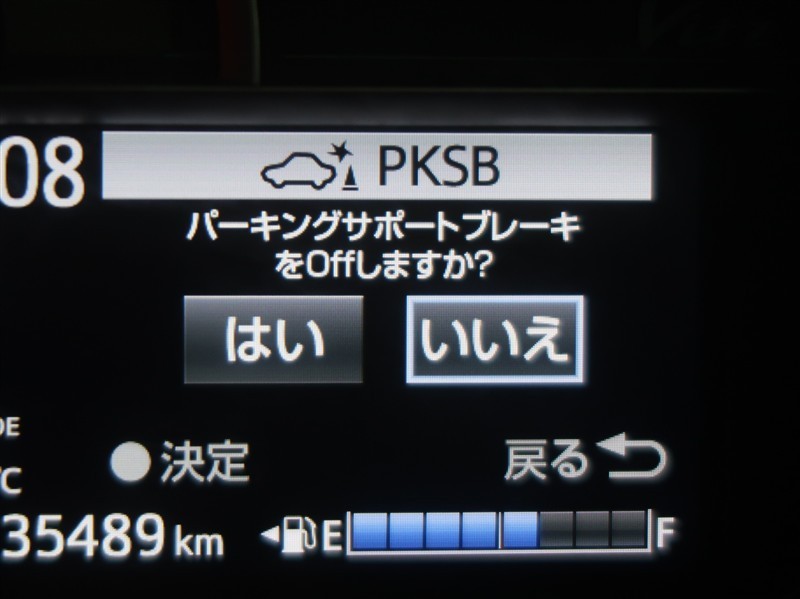 08
PKSB
パーキングサポートブレーキ
をOffしますか?
はい いいえ
決定 戻る
35489 km E F